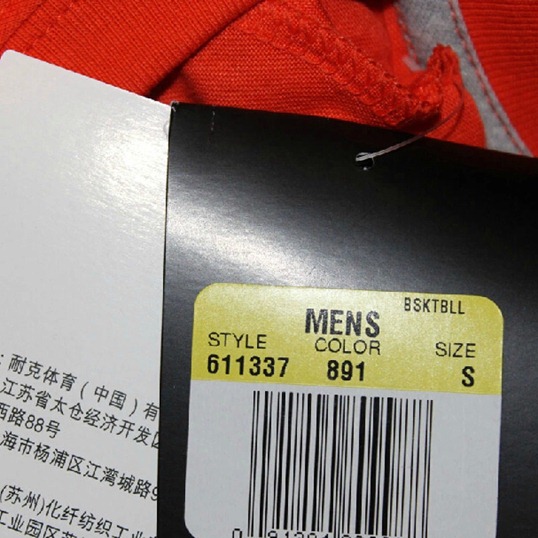 : 耐克体育（中国）有
江苏省太仓经济开发区
西路88号
海市杨浦区江湾城路9
(苏州)化纤纺织工业
工业园区
BSKTBLL
MENS
STYLE COLOR SIZE
611337 891 S